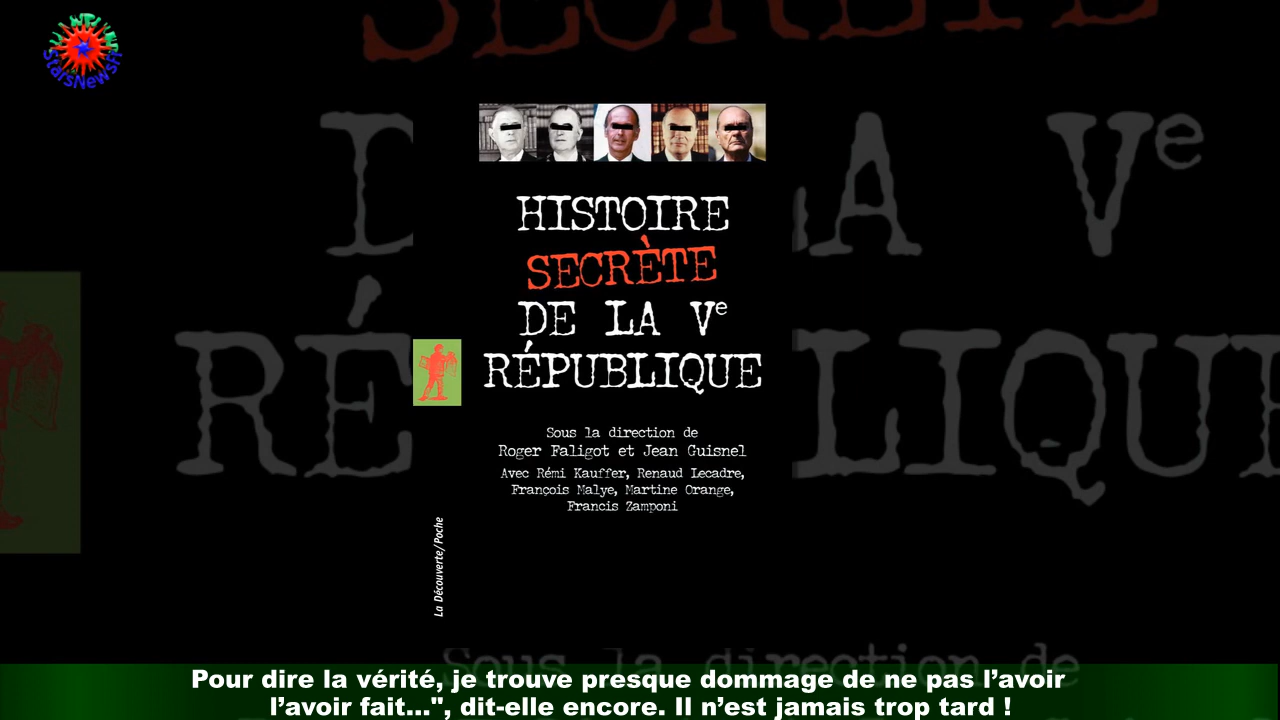 StarsNewsFr
HISTOIRE
SECRÈTE
DE LA Ve
RÉPUBLIQUE
Sous la direction de
Roger Faligot et Jean Guisnel
Avec Rémi Kauffer, Renaud Lecadre,
François Malye, Martine Orange,
Francis Zamponi
La Découverte/Poche
Pour dire la vérité, je trouve presque dommage de ne pas l’avoir
l’avoir fait...", dit-elle encore. Il n’est jamais trop tard !